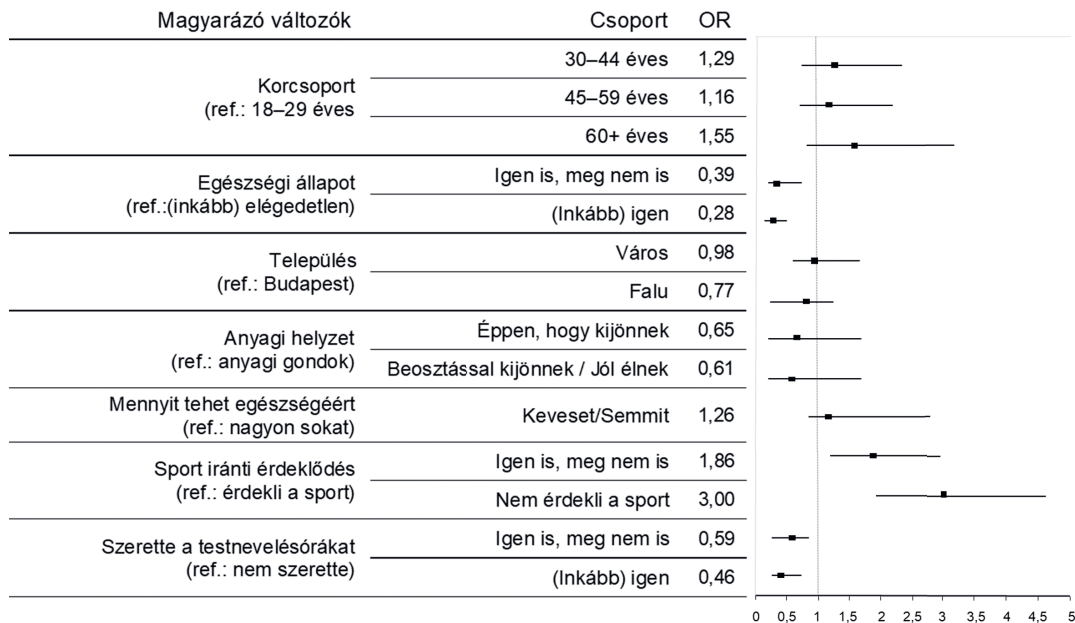 Magyarázó változók Csoport OR
Korcsoport
(ref.: 18–29 éves
30–44 éves 1,29
45–59 éves 1,16
60+ éves 1,55
Egészségi állapot
(ref.:(inkább) elégedetlen)
Igen is, meg nem is 0,39
(Inkább) igen 0,28
Település
(ref.: Budapest)
Város 0,98
Falu 0,77
Anyagi helyzet
(ref.: anyagi gondok)
Éppen, hogy kijönnek 0,65
Beosztással kijönnek / Jól élnek 0,61
Mennyit tehet egészségéért
(ref.: nagyon sokat)
Keveset/Semmit 1,26
Sport iránti érdeklődés
(ref.: érdekli a sport)
Igen is, meg nem is 1,86
Nem érdekli a sport 3,00
Szerette a testnevelésórákat
(ref.: nem szerette)
Igen is, meg nem is 0,59
(Inkább) igen 0,46
0 0,5 1 1,5 2 2,5 3 3,5 4 4,5 5